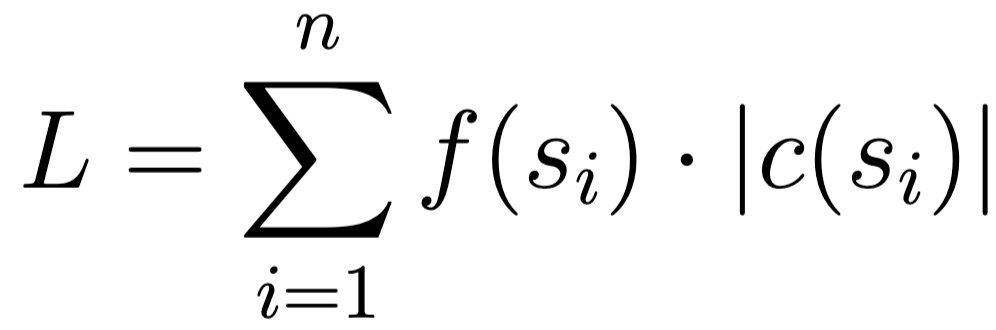 L = \sum_{i=1}^{n} f(s_i) \cdot |c(s_i)|